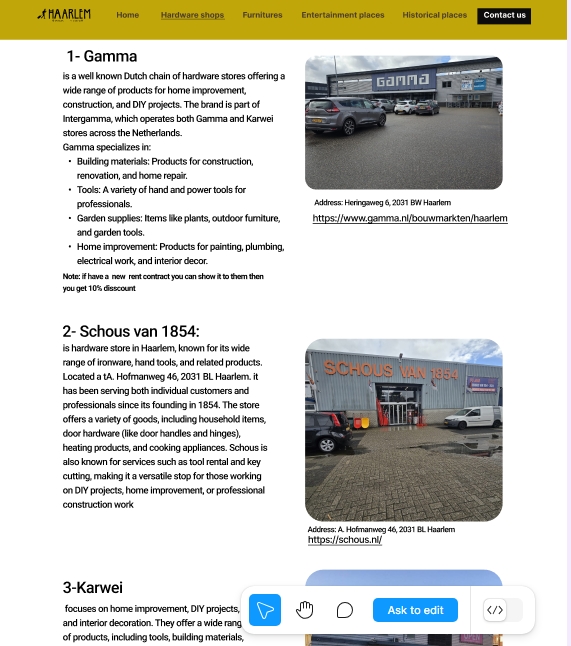 HAARLEM
Home
Hardware shops
Furnitures
Entertainment places
Historical places
Contact us
1- Gamma
is a well known Dutch chain of hardware stores offering a
wide range of products for home improvement,
construction, and DIY projects. The brand is part of
Intergamma, which operates both Gamma and Karwei
stores across the Netherlands.
Gamma specializes in:
• Building materials: Products for construction,
renovation, and home repair.
• Tools: A variety of hand and power tools for
professionals.
• Garden supplies: Items like plants, outdoor furniture,
and garden tools.
• Home improvement: Products for painting, plumbing,
electrical work, and interior decor.
Note: if have a new rent contract you can show it to them then
you get 10% disscount
GAMMA
Address: Heringaweg 6, 2031 BW Haarlem
https://www.gamma.nl/bouwmarkten/haarlem
2- Schous van 1854:
is hardware store in Haarlem, known for its wide
range of ironware, hand tools, and related products.
Located a tA. Hofmanweg 46, 2031 BL Haarlem. it
has been serving both individual customers and
professionals since its founding in 1854. The store
offers a variety of goods, including household items,
door hardware (like door handles and hinges),
heating products, and cooking appliances. Schous is
also known for services such as tool rental and key
cutting, making it a versatile stop for those working
on DIY projects, home improvement, or professional
construction work
SCHOUS VAN 1854
Address: A. Hofmanweg 46, 2031 BL Haarlem
https://schous.nl/
3-Karwei
focuses on home improvement, DIY projects,
and interior decoration. They offer a wide rang
of products, including tools, building materials,
Ask to edit